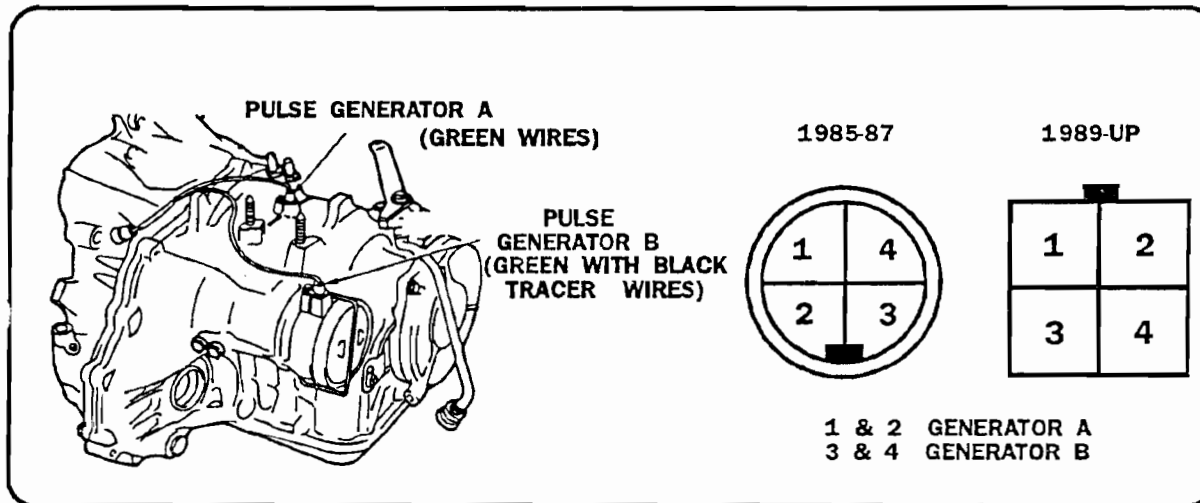 PULSE GENERATOR A
(GREEN WIRES)
PULSE
GENERATOR B
(GREEN WITH BLACK
TRACER WIRES)
1985-87
1 4
2 3
1989-UP
1 2
3 4
1 & 2 GENERATOR A
3 & 4 GENERATOR B